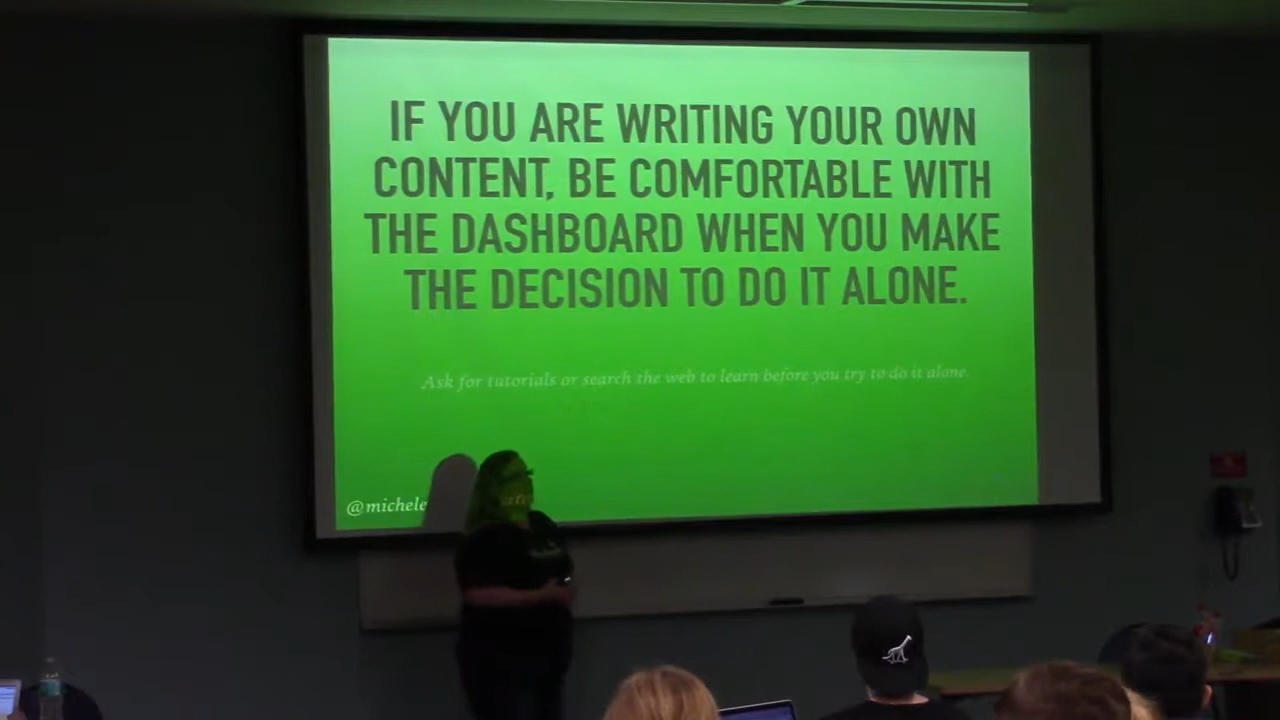 IF YOU ARE WRITING YOUR OWN
CONTENT, BE COMFORTABLE WITH
THE DASHBOARD WHEN YOU MAKE
THE DECISION TO DO IT ALONE.
Ask for tutorials or search the web to learn before you try to do it alone.
@michele